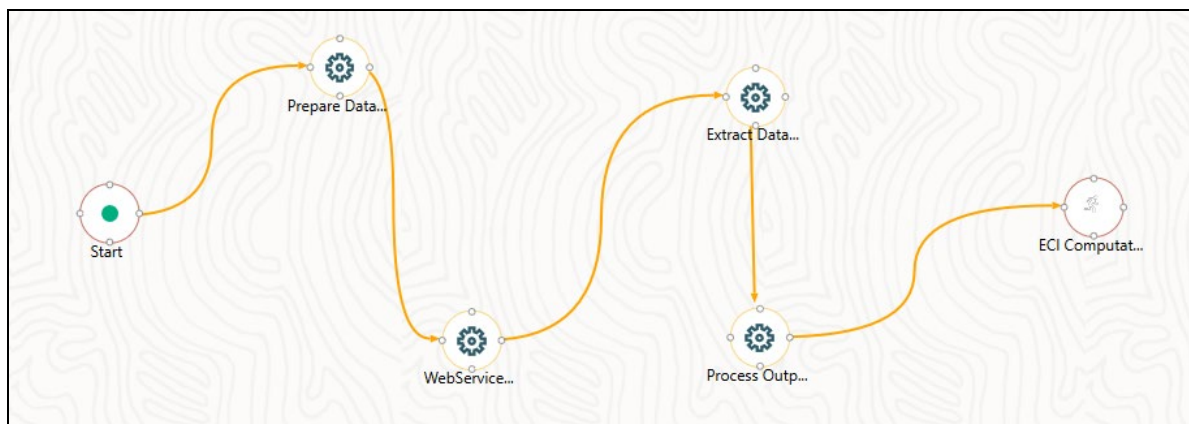 Prepare Data...
Extract Data...
Start
ECI Computat...
WebService...
Process Outp...